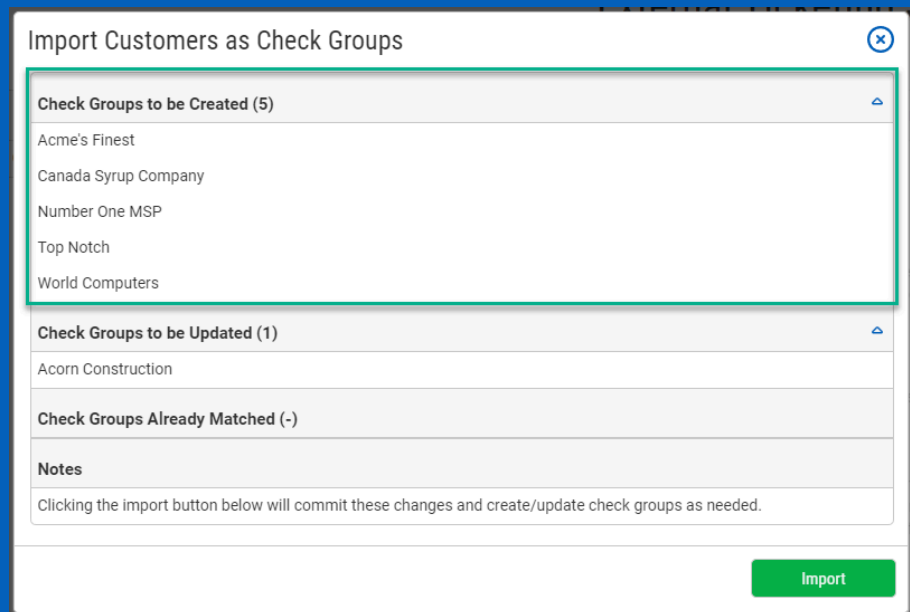 Import Customers as Check Groups
Check Groups to be Created (5)
Acme's Finest
Canada Syrup Company
Number One MSP
Top Notch
World Computers
Check Groups to be Updated (1)
Acorn Construction
Check Groups Already Matched (-)
Notes
Clicking the import button below will commit these changes and create/update check groups as needed.
Import